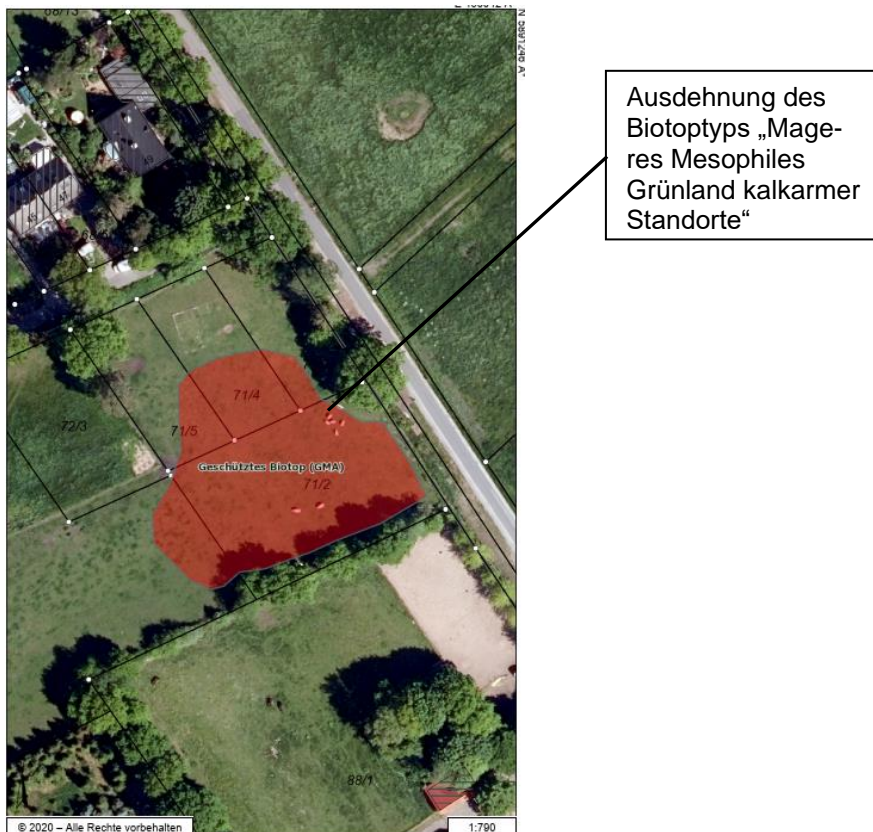 Ausdehnung des
Biotoptyps „Mage-
res Mesophiles
Grünland kalkarmer
Standorte“
49
71/4
72/3
71/5
Geschütztes Biotop (GMA)
71/2
88/1
© 2020 – Alle Rechte vorbehalten
1:790